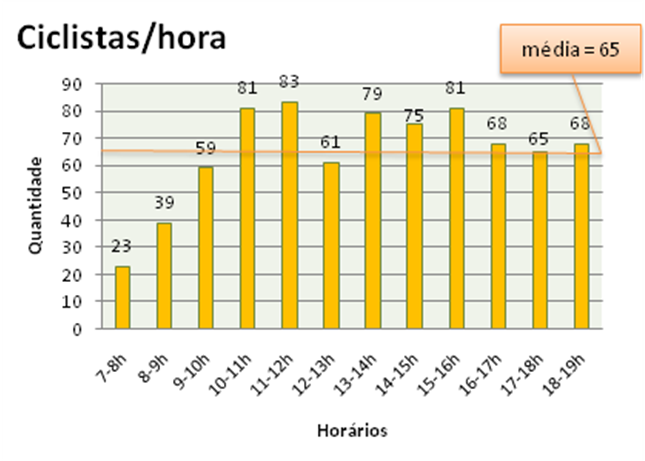 Ciclistas/hora
média = 65
Quantidade
90
80
70
60
50
40
30
20
10
0
23
39
59
81
83
61
79
75
81
68
65
68
7-8h
8-9h
9-10h
10-11h
11-12h
12-13h
13-14h
14-15h
15-16h
16-17h
17-18h
18-19h
Horários